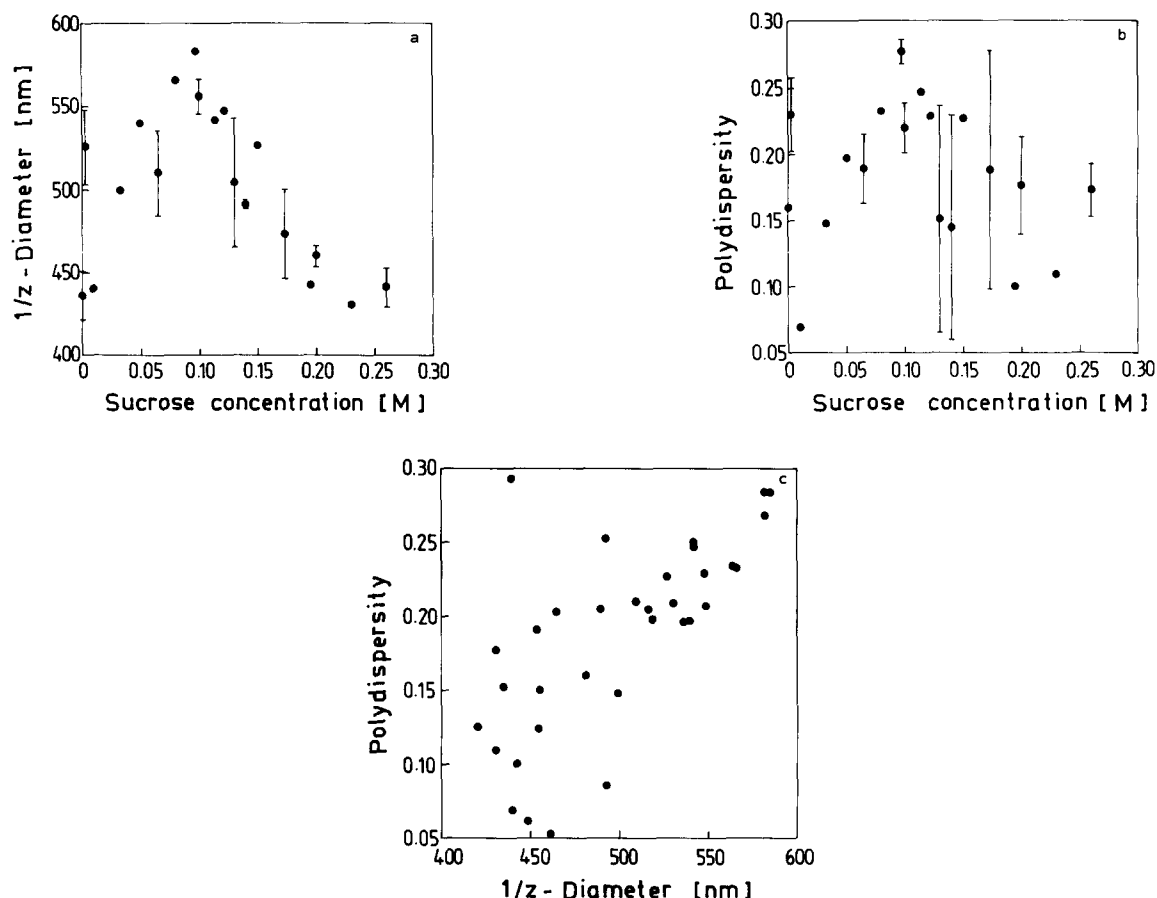 a
600
550
500
450
400
1/z - Diameter [nm]
0 0.05 0.10 0.15 0.20 0.25 0.30
Sucrose concentration [M]
b
0.30
0.25
0.20
0.15
0.10
0.05
Polydispersity
0 0.05 0.10 0.15 0.20 0.25 0.30
Sucrose concentration [M]
c
0.30
0.25
0.20
0.15
0.10
0.05
Polydispersity
400 450 500 550 600
1/z - Diameter [nm]